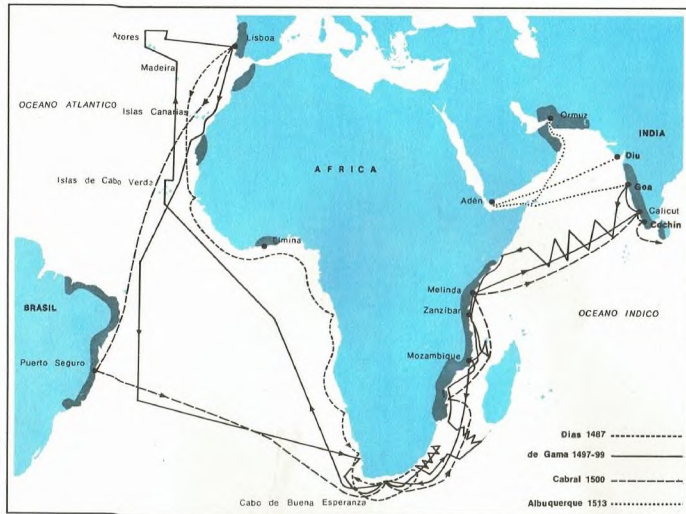 Azores
Lisboa
Madeira
OCEANO ATLANTICO
Islas Canarias
Ormuz
INDIA
Diu
AFRICA
Islas de Cabo Verde
Goa
Adén
Calicut
Cochin
Elmina
Melinda
BRASIL
Zanzíbar
OCEANO INDICO
Puerto Seguro
Mozambique
Días 1487
de Gama 1497-99
Cabral 1500
Cabo de Buena Esperanza
Albuquerque 1513